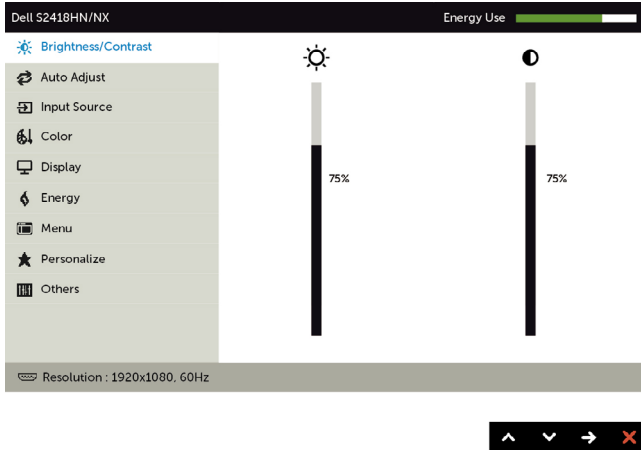 Dell S2418HN/NX
Energy Use
Brightness/Contrast
Auto Adjust
Input Source
Color
Display
Energy
Menu
Personalize
Others
75%
75%
Resolution : 1920x1080, 60Hz